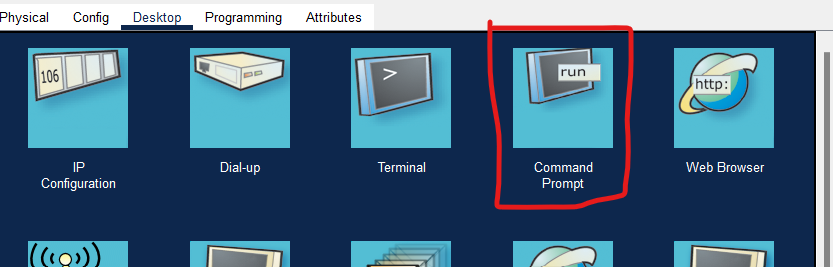 Physical Config Desktop Programming Attributes
106
>
run
http:
IP
Configuration
Dial-up
Terminal
Command
Prompt
Web Browser